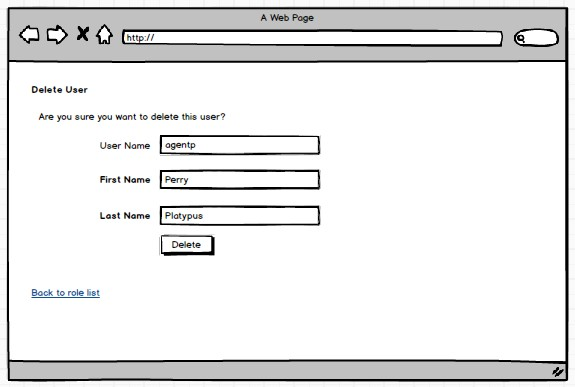 A Web Page
http://
Delete User
Are you sure you want to delete this user?
User Name agentp
First Name Perry
Last Name Platypus
Delete
Back to role list